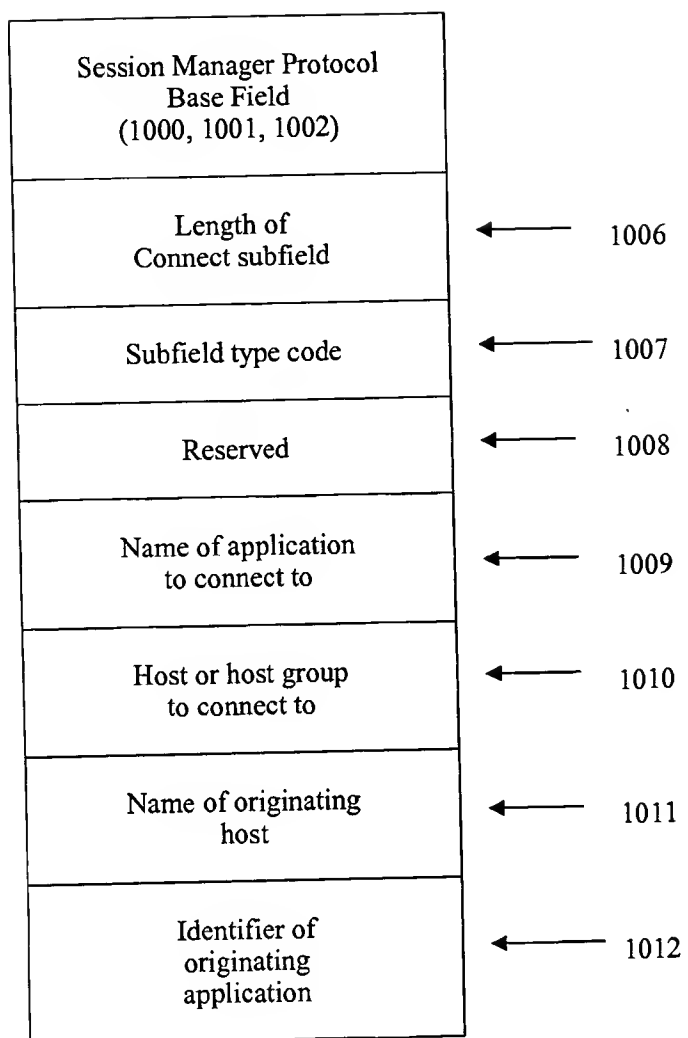 Session Manager Protocol
Base Field
(1000, 1001, 1002)
Length of
Connect subfield
1006
Subfield type code
1007
Reserved
1008
Name of application
to connect to
1009
Host or host group
to connect to
1010
Name of originating
host
1011
Identifier of
originating
application
1012